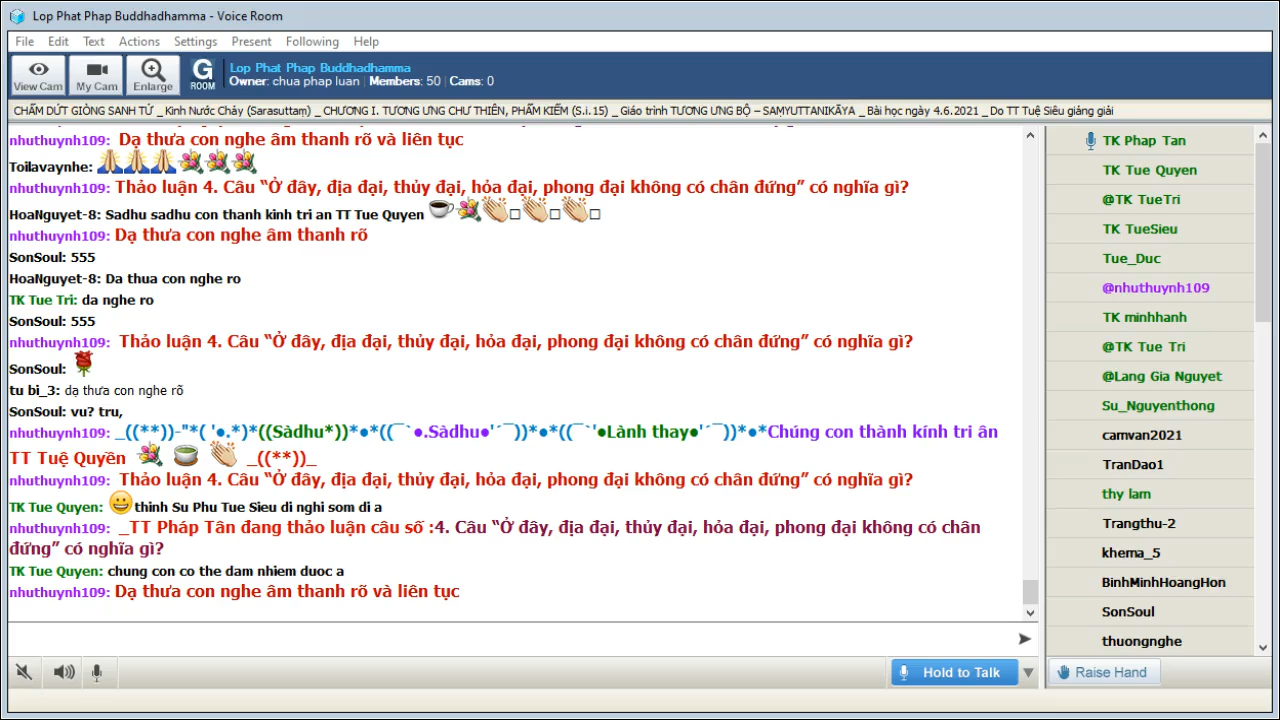 Lop Phat Phap Buddhadhamma - Voice Room
File Edit Text Actions Settings Present Following Help
View Cam My Cam Enlarge G ROOM
Lop Phat Phap Buddhadhamma
Owner: chua phap luan Members: 50 Cams: 0
CHẤM DỨT GIÒNG SANH TỬ _Kinh Nước Chảy (Sarasuttaṃ) _CHƯƠNG I. TƯƠNG ƯNG CHƯ THIÊN, PHẨM KIẾM (S.i.15) _Giáo trình TƯƠNG ƯNG BỘ – SAṂYUTTANIKĀYA _Bài học ngày 4.6.2021 _Do TT Tuệ Siêu giảng giải
nhuthuynh109: Dạ thưa con nghe âm thanh rõ và liên tục
Toilavaynhe: 🙏🙏🙏💐💐💐
nhuthuynh109: Thảo luận 4. Câu “Ở đây, địa đại, thủy đại, hỏa đại, phong đại không có chân đứng” có nghĩa gì?
HoaNguyet-8: Sadhu sadhu con thanh kinh tri an TT Tue Quyen ☕💐👏□👏□👏□
nhuthuynh109: Dạ thưa con nghe âm thanh rõ
SonSoul: 555
HoaNguyet-8: Da thua con nghe ro
TK Tue Tri: da nghe ro
SonSoul: 555
nhuthuynh109: Thảo luận 4. Câu “Ở đây, địa đại, thủy đại, hỏa đại, phong đại không có chân đứng” có nghĩa gì?
SonSoul: 🌹
tu bi_3: dạ thưa con nghe rõ
SonSoul: vu? tru,
nhuthuynh109: _((**))-"*( '●.*)*((Sàdhu*))*●*((¯`●.Sàdhu●'´¯))*●*●*((¯`'●Lành thay●'´¯))*●*Chúng con thành kính tri ân
TT Tuệ Quyền 💐 🍵 👏 _((**))_
nhuthuynh109: Thảo luận 4. Câu “Ở đây, địa đại, thủy đại, hỏa đại, phong đại không có chân đứng” có nghĩa gì?
TK Tue Quyen: 😀thinh Su Phu Tue Sieu di nghi som di a
nhuthuynh109: _TT Pháp Tân đang thảo luận câu số :4. Câu “Ở đây, địa đại, thủy đại, hỏa đại, phong đại không có chân
đứng” có nghĩa gì?
TK Tue Quyen: chung con co the dam nhiem duoc a
nhuthuynh109: Dạ thưa con nghe âm thanh rõ và liên tục
Hold to Talk
TK Phap Tan
TK Tue Quyen
@TK TueTri
TK TueSieu
Tue_Duc
@nhuthuynh109
TK minhhanh
@TK Tue Tri
@Lang Gia Nguyet
Su_Nguyenthong
camvan2021
TranDao1
thy lam
Trangthu-2
khema_5
BinhMinhHoangHon
SonSoul
thuongnghe
Raise Hand